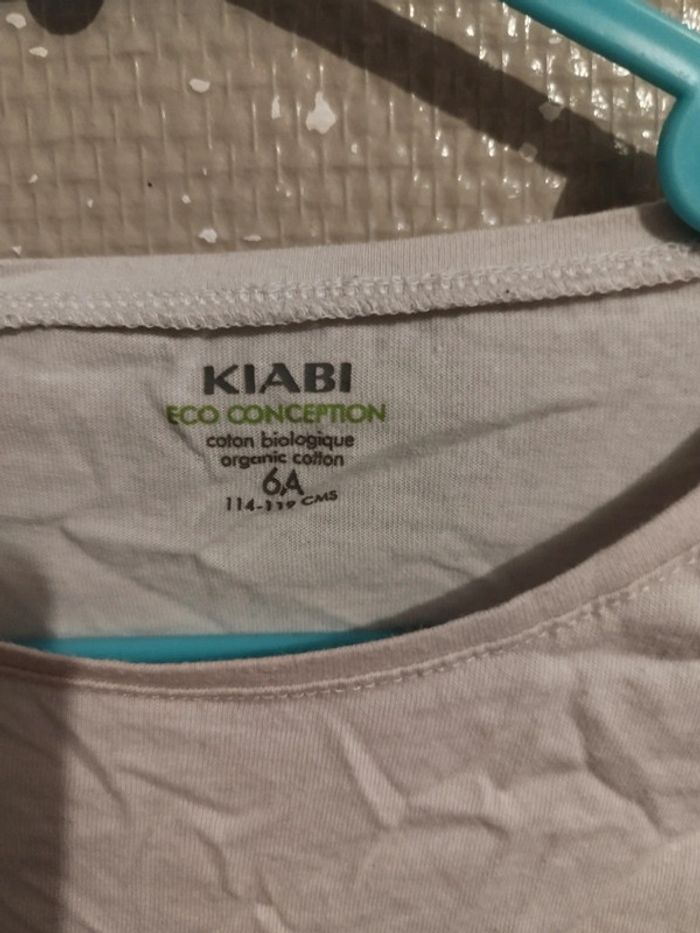 KIABI
ECO CONCEPTION
coton biologique
organic cotton
6A
114-119 CMS